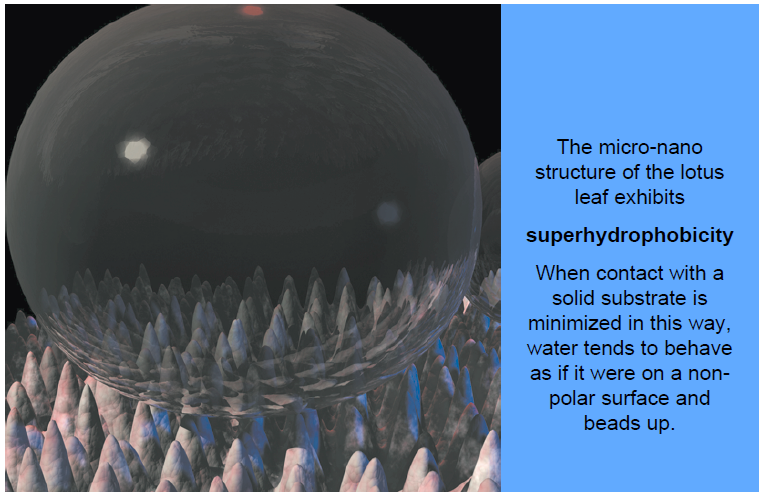 The micro-nano
structure of the lotus
leaf exhibits
superhydrophobicity
When contact with a
solid substrate is
minimized in this way,
water tends to behave
as if it were on a non-
polar surface and
beads up.